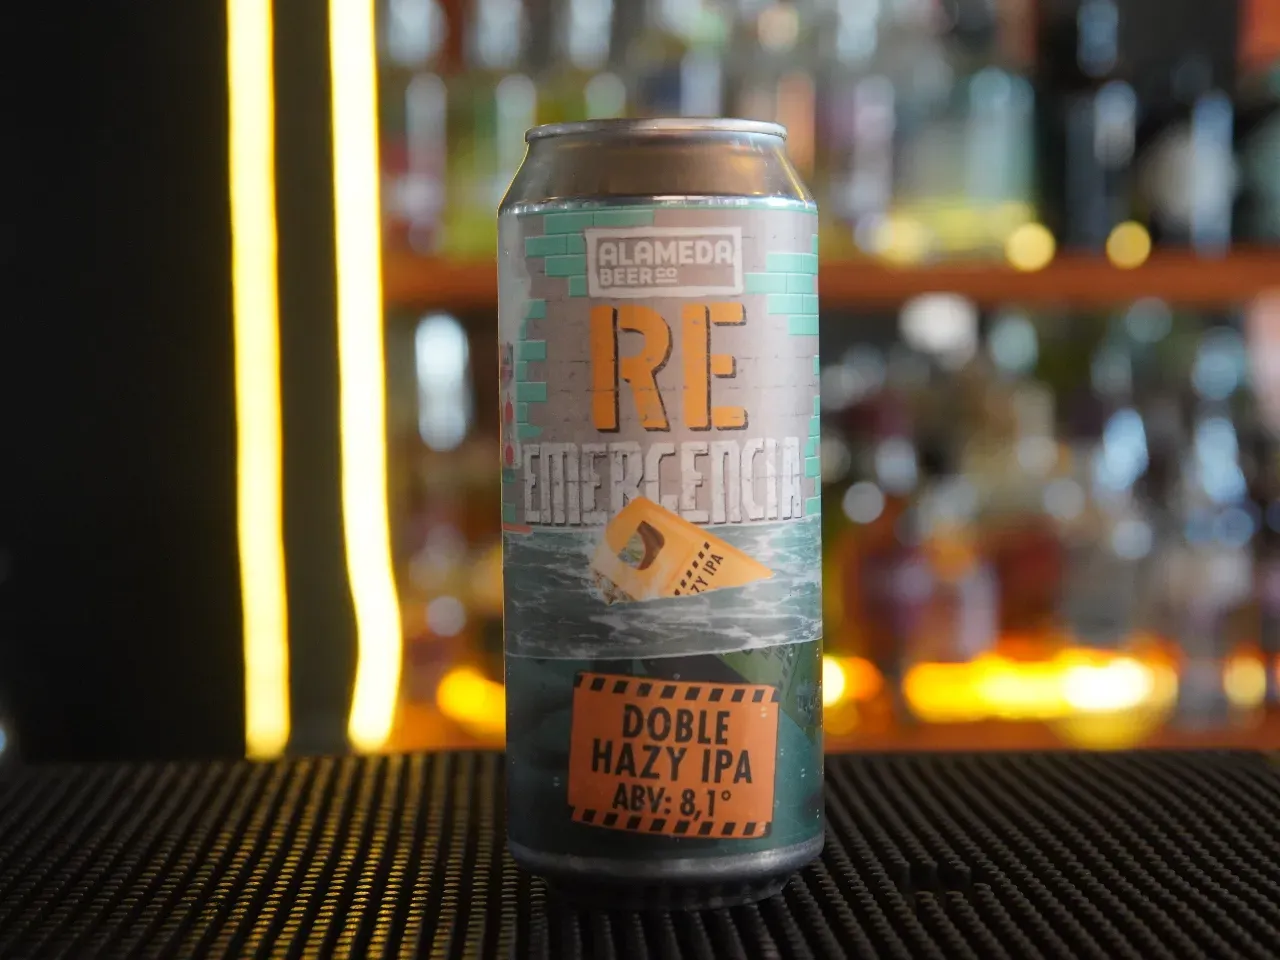 ALAMEDA
BEER CO
RE
EMERGENCIA
ZY IPA
DOBLE
HAZY IPA
ABV: 8,1°